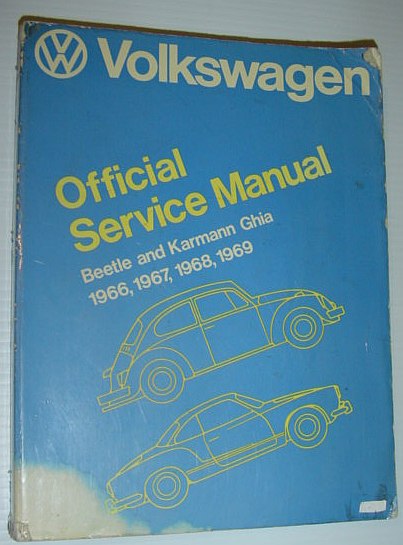 VW Volkswagen
Official
Service Manual
Beetle and Karmann Ghia
1966, 1967, 1968, 1969